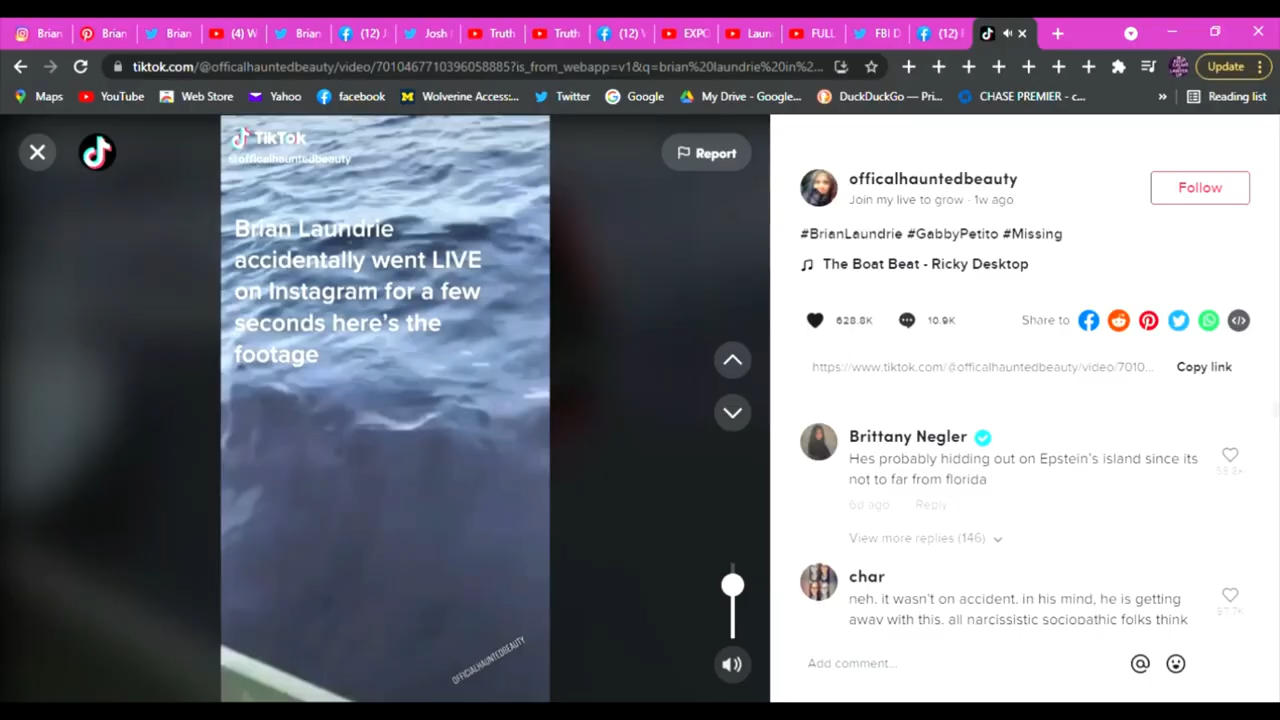 Brian
Brian
Brian
(4) W
Brian
(12) J
Josh
Truth
Truth
(12) V
EXPO
Laun
FULL
FBI D
(12) F
tiktok.com/@officalhauntedbeauty/video/7010467710396058885?is_from_webapp=v1&q=brian%20laundrie%20in%2...
Update
Maps
YouTube
Web Store
Yahoo
facebook
Wolverine Access:...
Twitter
Google
My Drive - Google...
DuckDuckGo — Pri...
CHASE PREMIER - c...
»
Reading list
TikTok
@officalhauntedbeauty
Report
Brian Laundrie
accidentally went LIVE
on Instagram for a few
seconds here's the
footage
OFFICIALHAUNTEDBEAUTY
officalhauntedbeauty
Join my live to grow · 1w ago
Follow
#BrianLaundrie #GabbyPetito #Missing
The Boat Beat - Ricky Desktop
628.8K
10.9K
Share to
https://www.tiktok.com/@officalhauntedbeauty/video/7010...
Copy link
Brittany Negler
Hes probably hidding out on Epstein's island since its
not to far from florida
6d ago Reply
View more replies (146)
char
neh. it wasn't on accident. in his mind, he is getting
away with this. all narcissistic sociopathic folks think
Add comment...